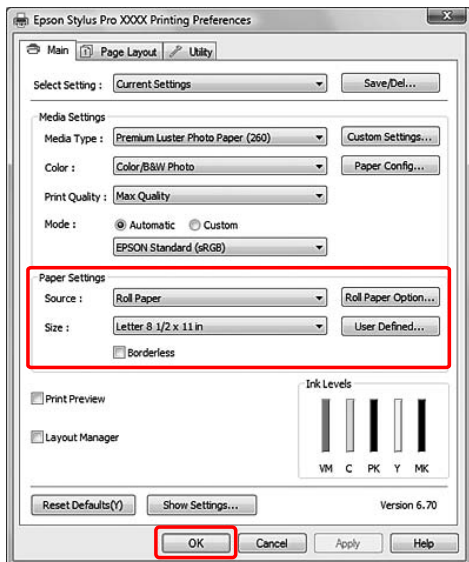 Epson Stylus Pro XXXX Printing Preferences
Main Page Layout Utility
Select Setting : Current Settings Save/Del...
Media Settings
Media Type : Premium Luster Photo Paper (260) Custom Settings...
Color : Color/B&W Photo Paper Config...
Print Quality : Max Quality
Mode : Automatic Custom
EPSON Standard (sRGB)
Paper Settings
Source : Roll Paper Roll Paper Option...
Size : Letter 8 1/2 x 11 in User Defined...
Borderless
Print Preview
Ink Levels
Layout Manager
VM C PK Y MK
Reset Defaults(Y) Show Settings... Version 6.70
OK Cancel Apply Help